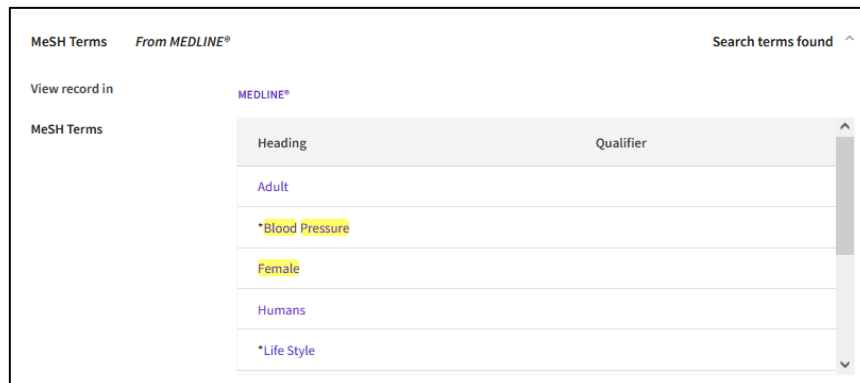 MeSH Terms From MEDLINE® Search terms found
View record in MEDLINE®
MeSH Terms
Heading Qualifier
Adult
*Blood Pressure
Female
Humans
*Life Style